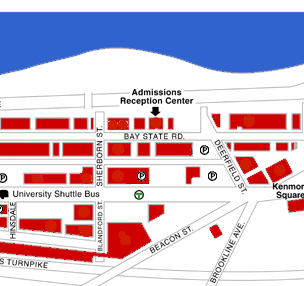 Admissions
Reception Center
E
BAY STATE RD.
SHERBORN ST.
DEERFIELD ST.
P
P
P
P
Kenmor
Square
University Shuttle Bus
T
HINSDALE
BLANDFORD ST.
BEACON ST.
BROOKLINE AVE.
S TURNPIKE